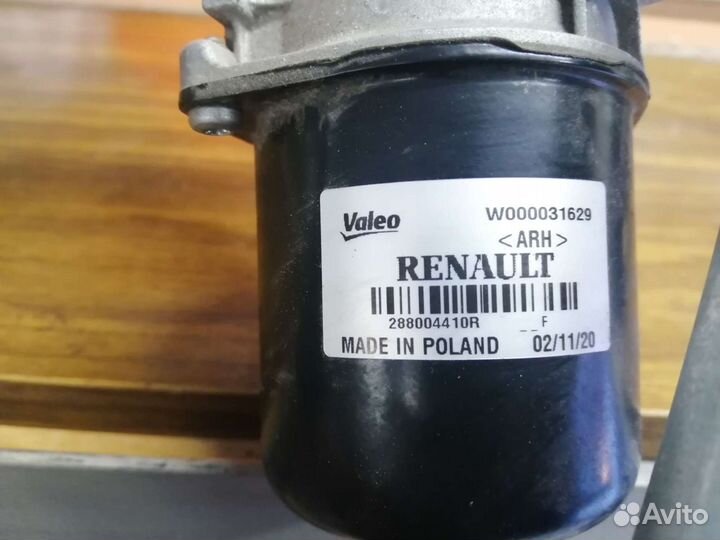 Valeo W000031629
<ARH>
RENAULT
288004410R _ _ F
MADE IN POLAND 02/11/20
Avito